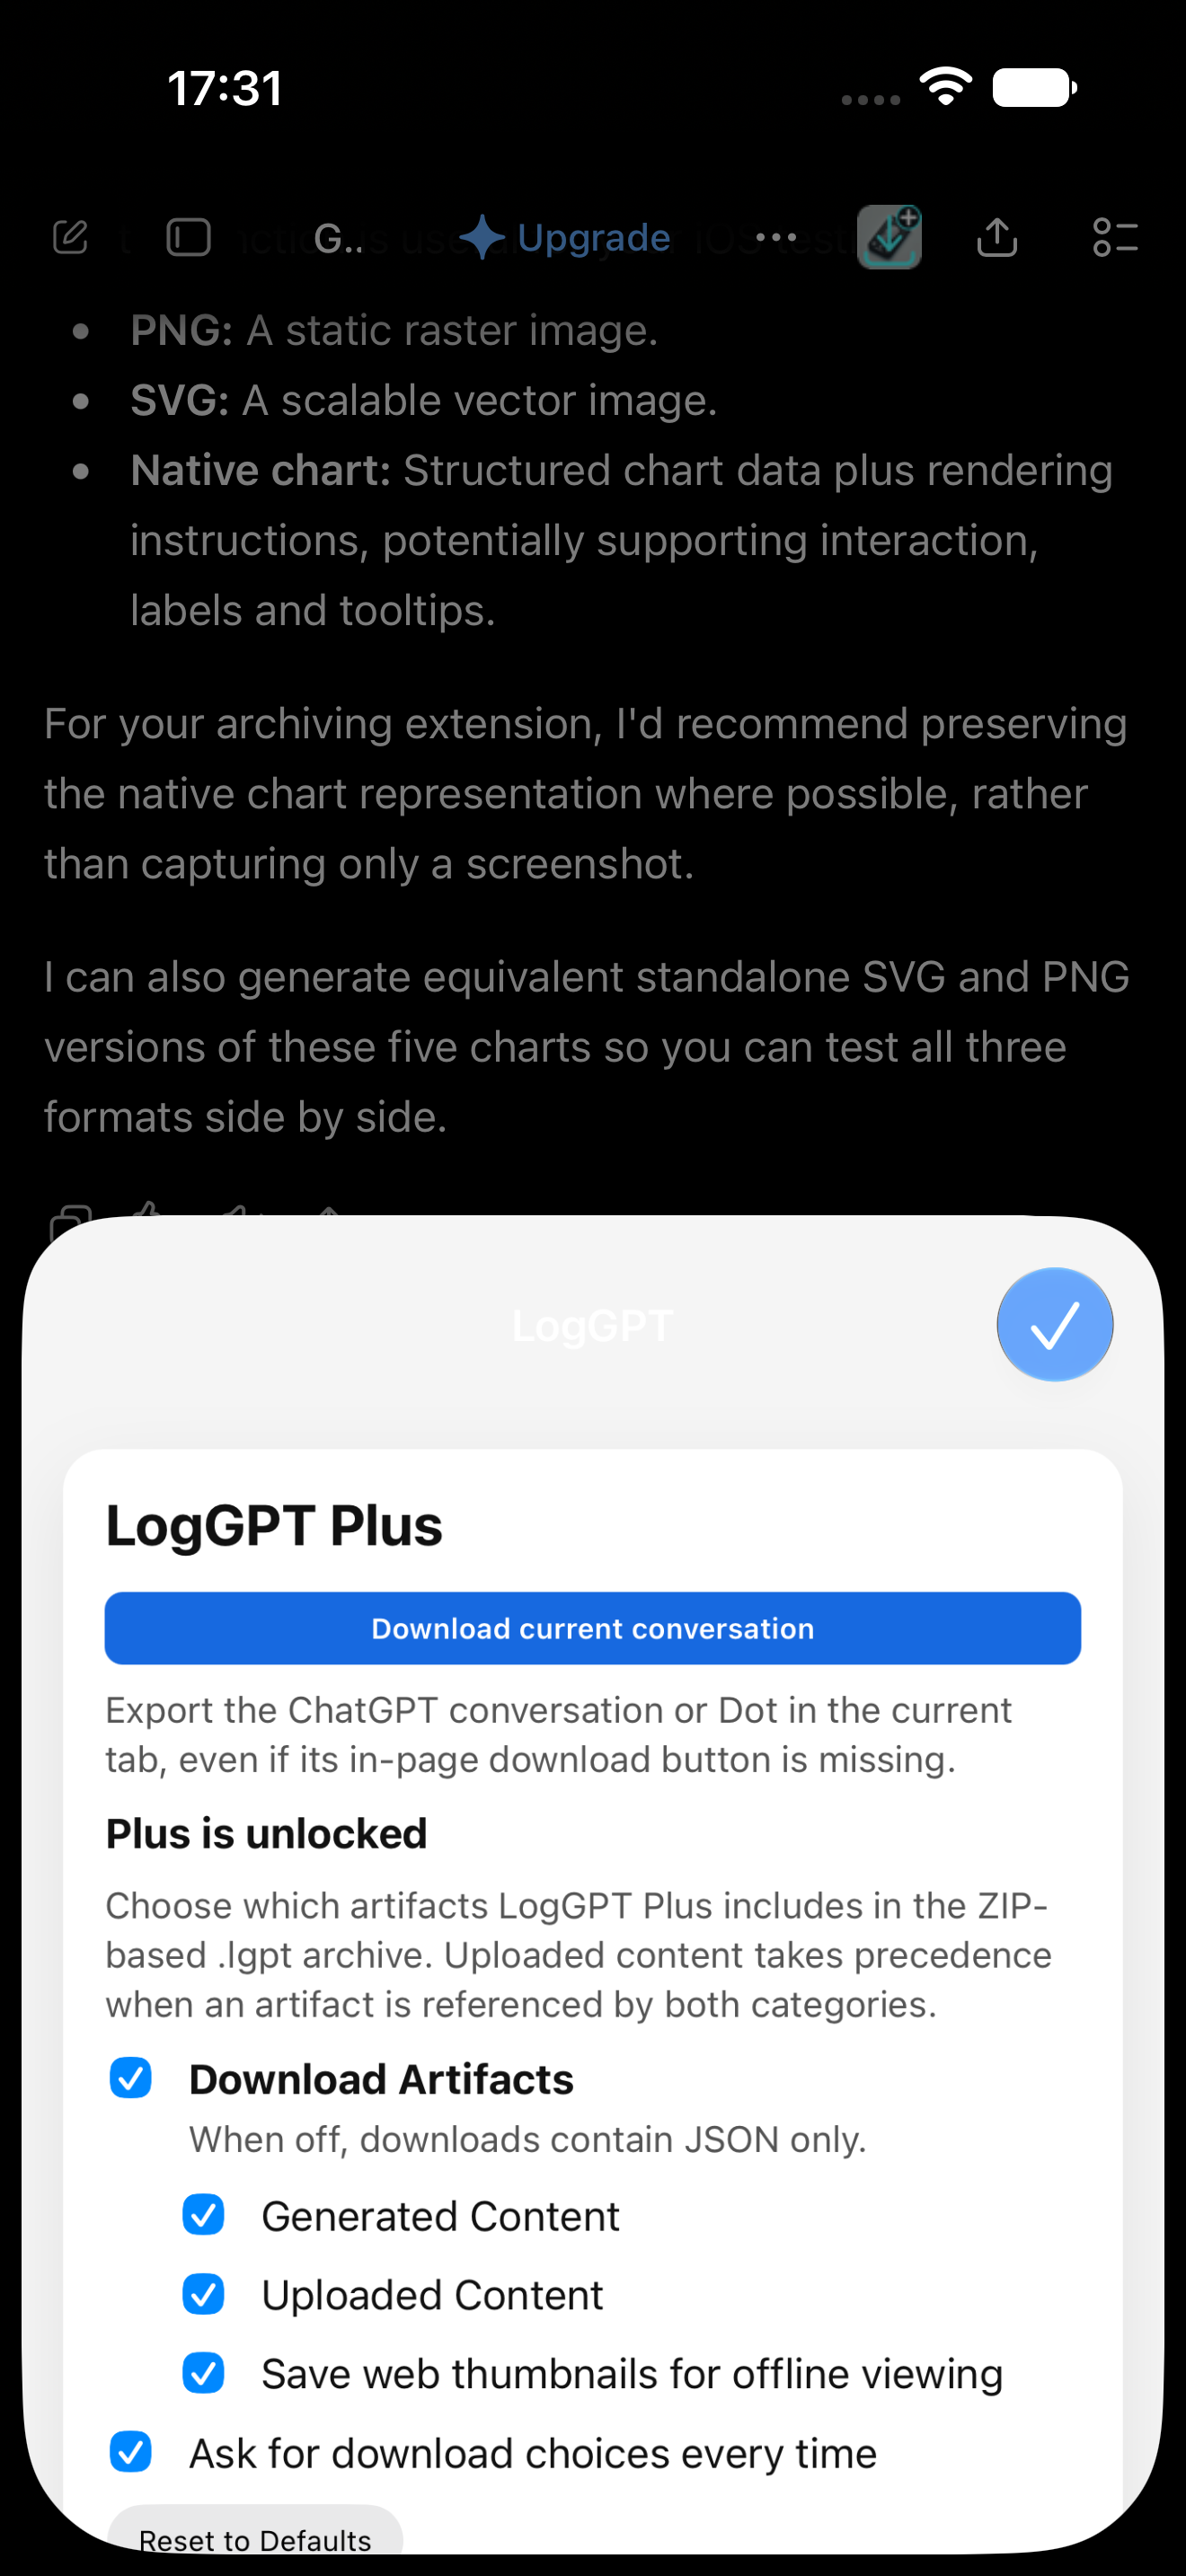 17:31
G..
Upgrade
PNG: A static raster image.
SVG: A scalable vector image.
Native chart: Structured chart data plus rendering
instructions, potentially supporting interaction,
labels and tooltips.
For your archiving extension, I'd recommend preserving
the native chart representation where possible, rather
than capturing only a screenshot.
I can also generate equivalent standalone SVG and PNG
versions of these five charts so you can test all three
formats side by side.
LogGPT
LogGPT Plus
Download current conversation
Export the ChatGPT conversation or Dot in the current
tab, even if its in-page download button is missing.
Plus is unlocked
Choose which artifacts LogGPT Plus includes in the ZIP-
based .lgpt archive. Uploaded content takes precedence
when an artifact is referenced by both categories.
Download Artifacts
When off, downloads contain JSON only.
Generated Content
Uploaded Content
Save web thumbnails for offline viewing
Ask for download choices every time
Reset to Defaults